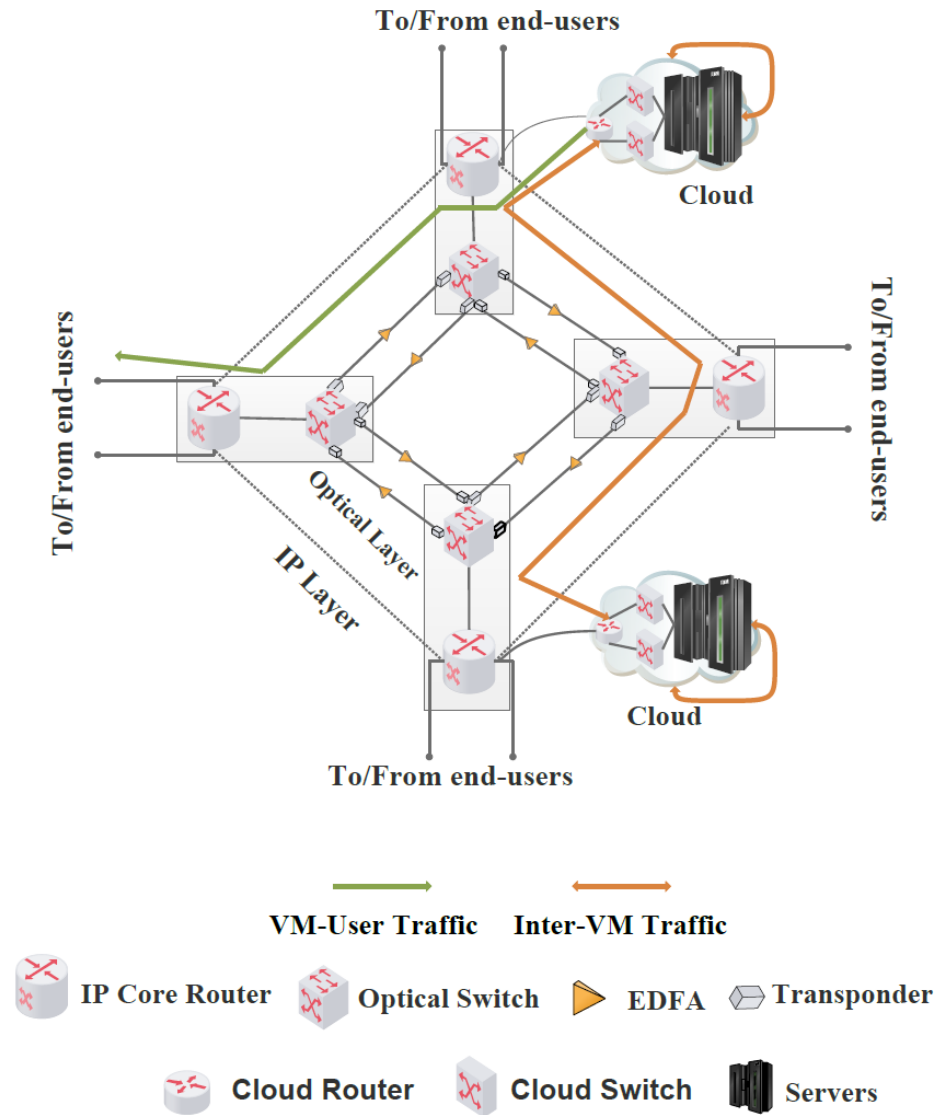 To/From end-users
Cloud
To/From end-users
To/From end-users
Optical Layer
IP Layer
Cloud
To/From end-users
VM-User Traffic
Inter-VM Traffic
IP Core Router
Optical Switch
EDFA
Transponder
Cloud Router
Cloud Switch
Servers